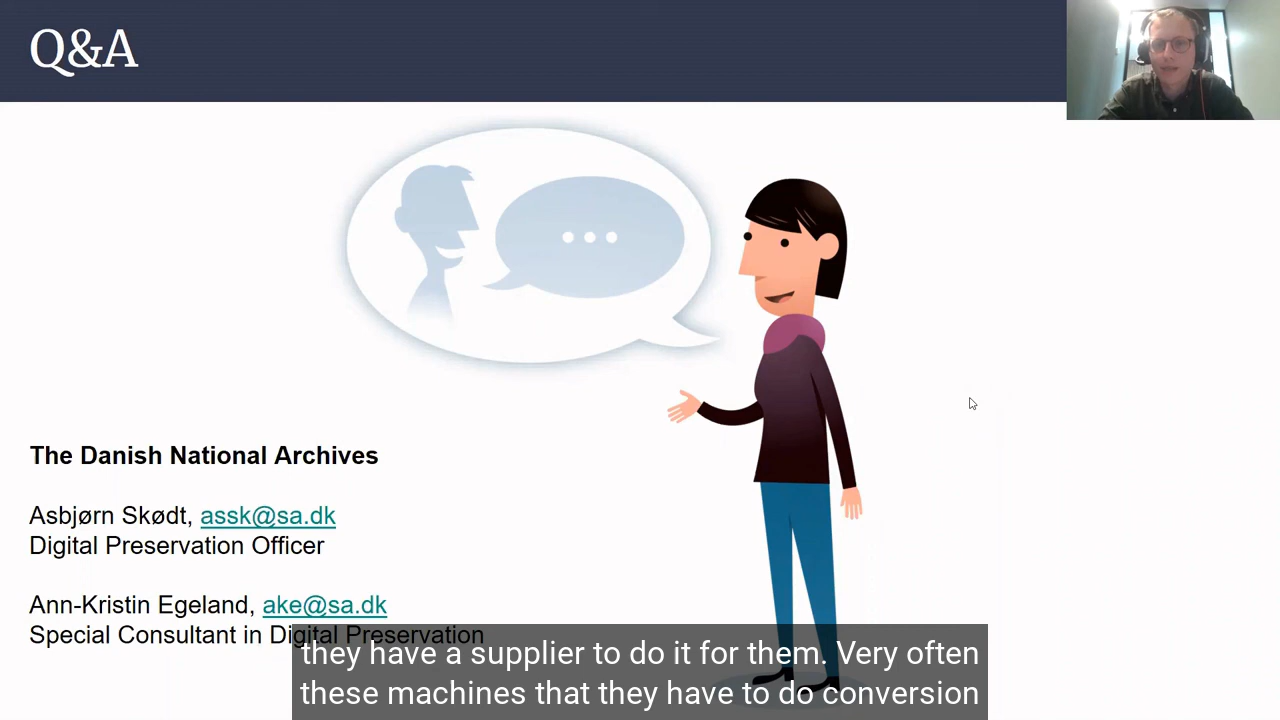 Q&A
The Danish National Archives
Asbjørn Skødt, assk@sa.dk
Digital Preservation Officer
Ann-Kristin Egeland, ake@sa.dk
Special Consultant in Digital Preservation
they have a supplier to do it for them. Very often
these machines that they have to do conversion